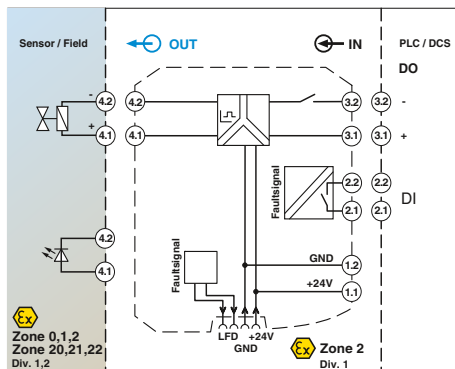 Sensor / Field
OUT
IN
PLC / DCS
DO
- 4.2 4.2 3.2 3.2 -
+ 4.1 4.1 3.1 3.1 +
Faultsignal
2.2 2.2
DI
2.1 2.1
4.2
4.1
Faultsignal
GND 1.2
+24V 1.1
LFD +24V
GND
Ex
Zone 0,1,2
Zone 20,21,22
Div. 1,2
Ex Zone 2
Div. 1